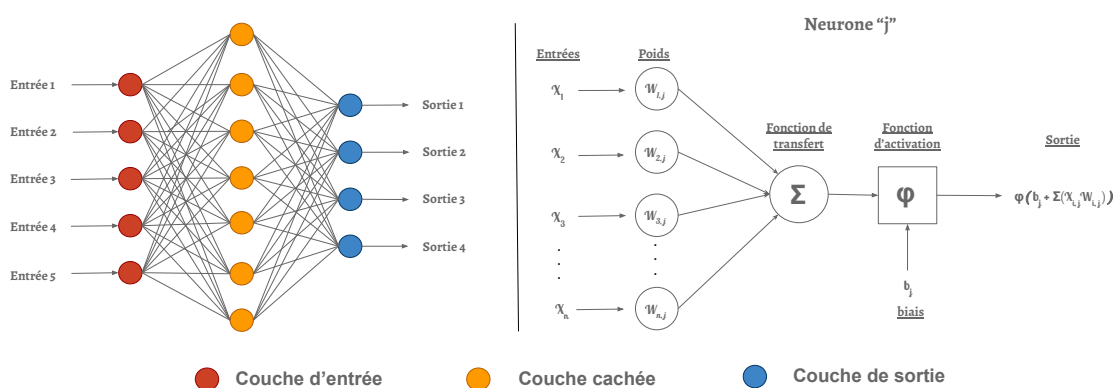 Entrée 1
Entrée 2
Entrée 3
Entrée 4
Entrée 5
Sortie 1
Sortie 2
Sortie 3
Sortie 4
Neurone “j”
Entrées
Poids
Fonction de
transfert
Fonction
d'activation
Sortie
X₁
X₂
X₃
.
.
.
Xₙ
W₁,ⱼ
W₂,ⱼ
W₃,ⱼ
.
.
.
Wₙ,ⱼ
Σ
φ
φ(bⱼ + Σ(Xᵢ,ⱼWᵢ,ⱼ))
bⱼ
biais
Couche d’entrée
Couche cachée
Couche de sortie